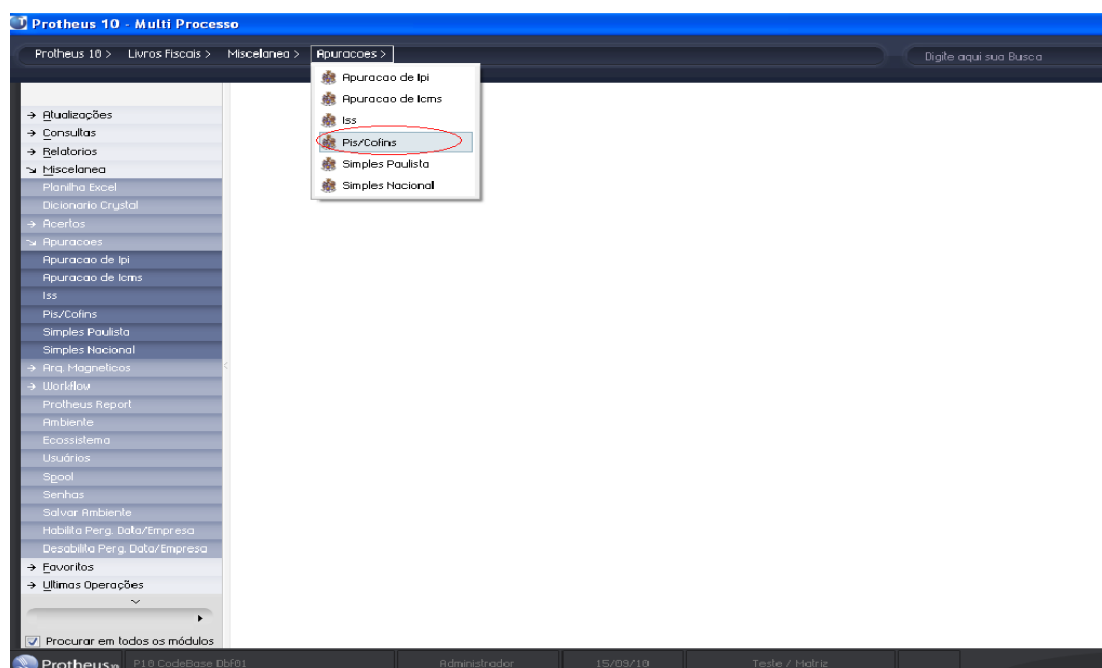 Protheus 10 - Multi Processo
Protheus 10 > Livros Fiscais > Miscelanea > Apuracoes >
Digite aqui sua Busca
Apuracao de Ipi
Apuracao de Icms
Iss
Pis/Cofins
Simples Paulista
Simples Nacional
Atualizações
Consultas
Relatorios
Miscelanea
Planilha Excel
Dicionario Crystal
Acertos
Apuracoes
Apuracao de Ipi
Apuracao de Icms
Iss
Pis/Cofins
Simples Paulista
Simples Nacional
Arq. Magneticos
Workflow
Protheus Report
Ambiente
Ecossistema
Usuários
Spool
Senhas
Salvar Ambiente
Habilita Perg. Data/Empresa
Desabilita Perg. Data/Empresa
Favoritos
Ultimas Operações
Procurar em todos os módulos
Protheus10 P10 CodeBase Dbf01 Administrador 15/09/10 Teste / Matriz